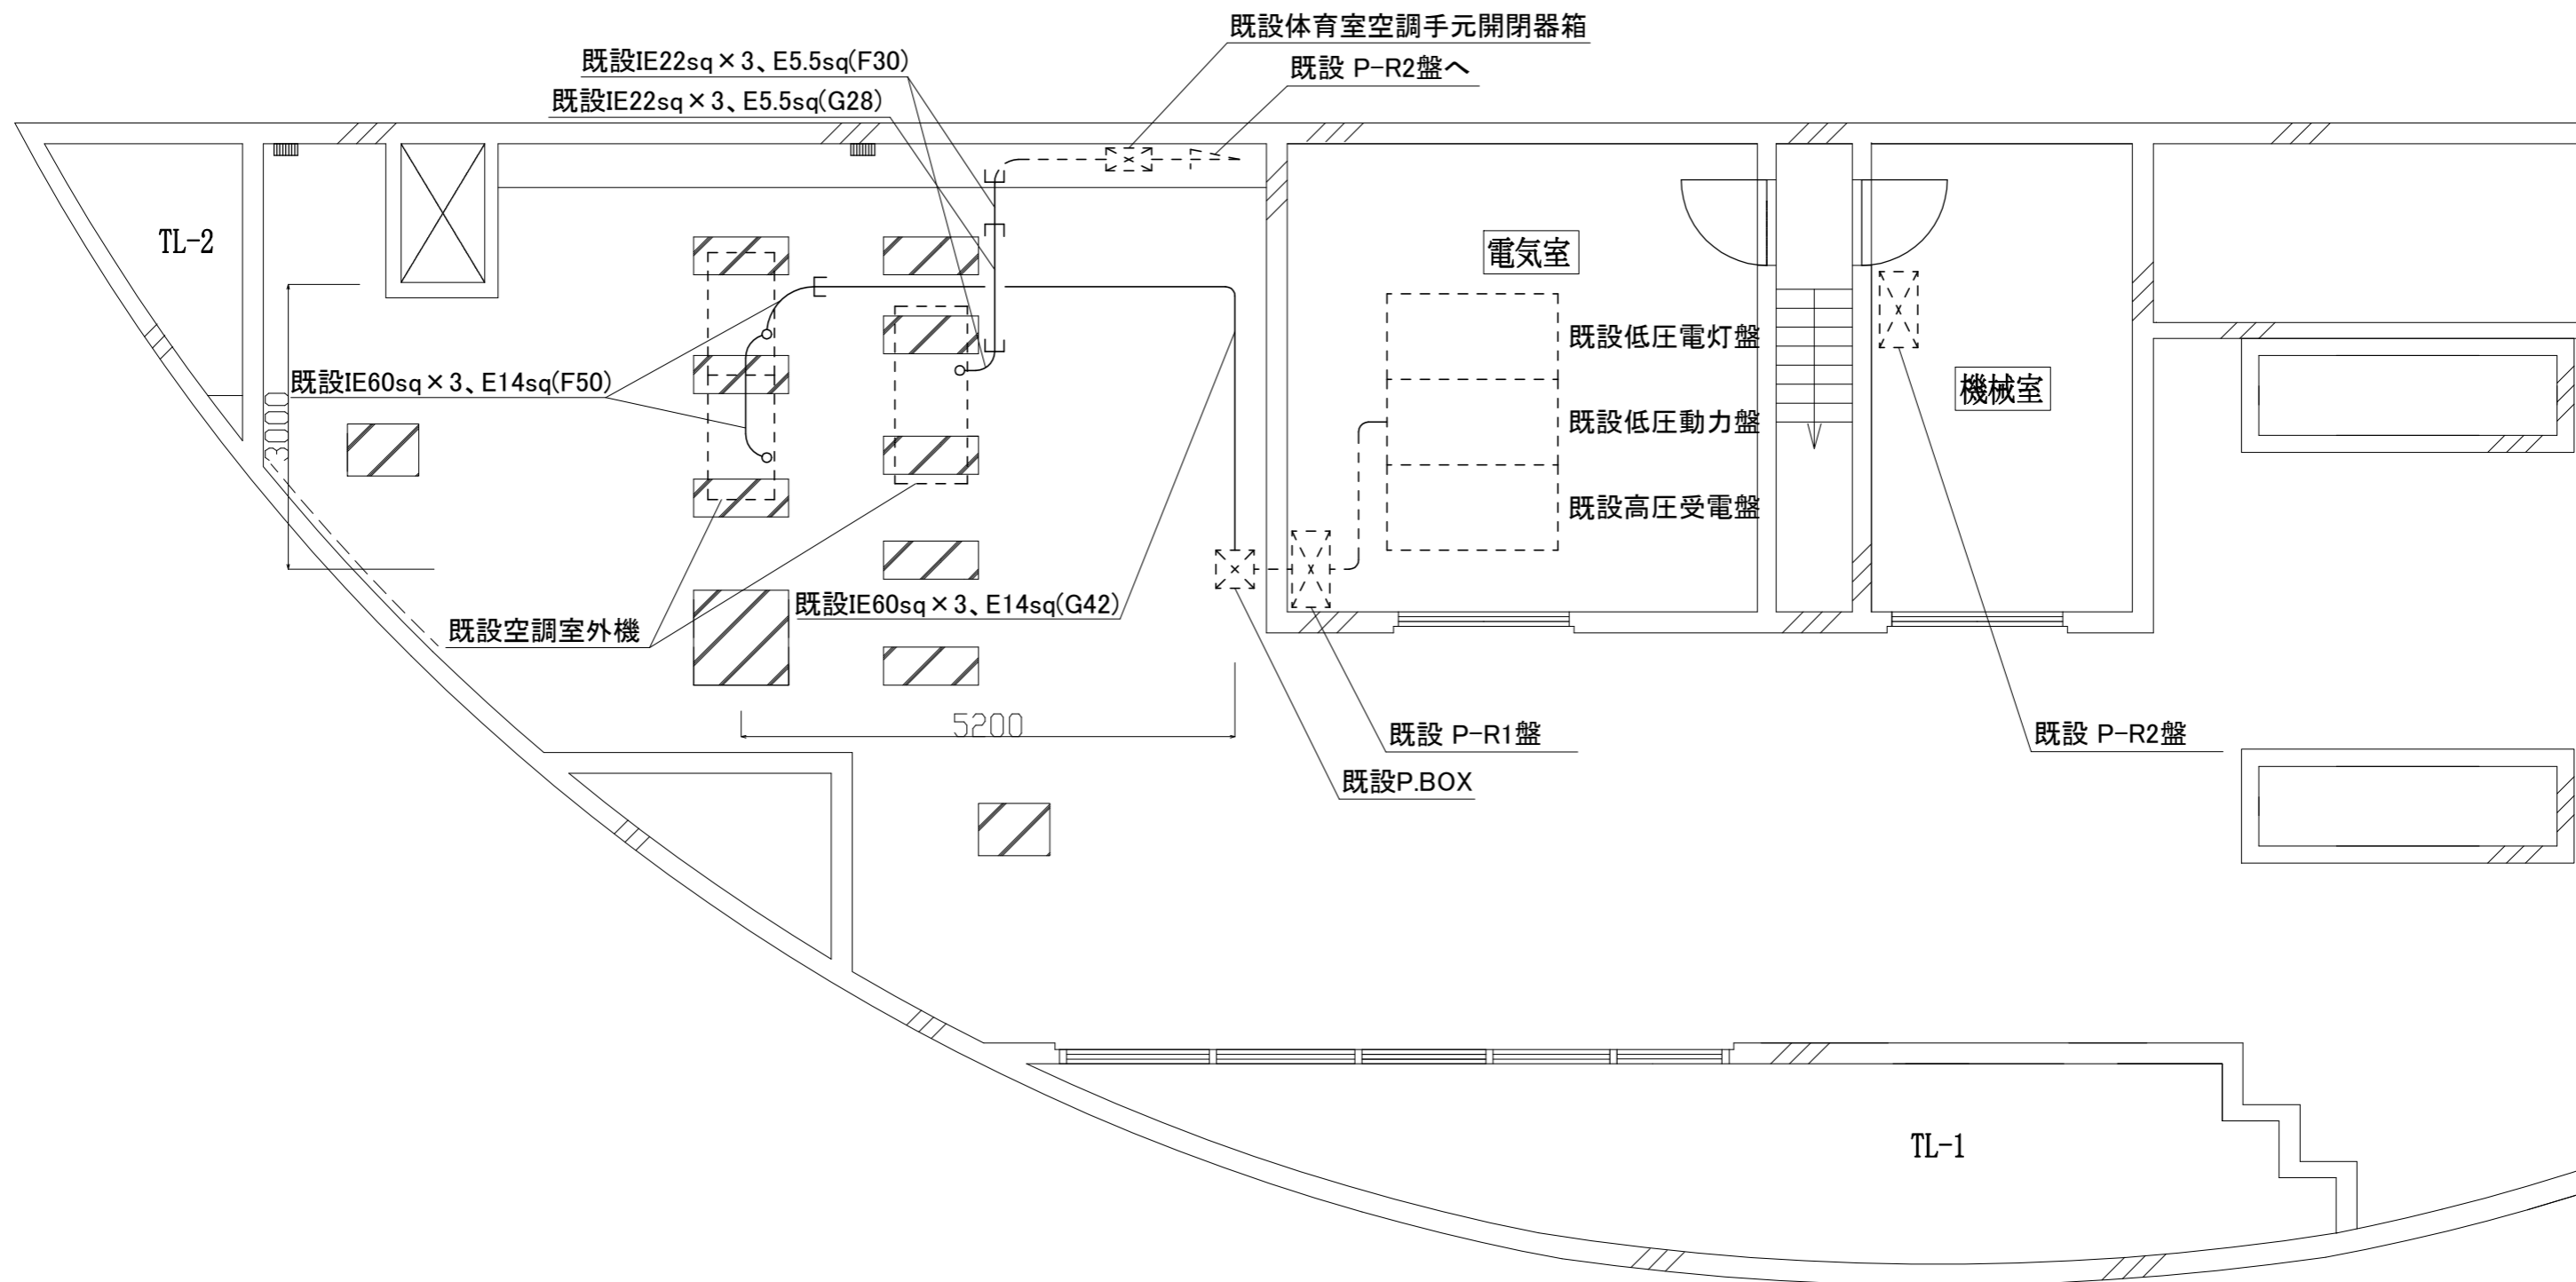 既設体育室空調手元開閉器箱
既設IE22sq×3、E5.5sq(F30)
既設 P-R2盤へ
既設IE22sq×3、E5.5sq(G28)
TL-2
電気室
既設低圧電灯盤
既設IE60sq×3、E14sq(F50)
機械室
3000
既設低圧動力盤
既設高圧受電盤
既設IE60sq×3、E14sq(G42)
既設空調室外機
5200
既設 P-R1盤
既設 P-R2盤
既設P.BOX
TL-1